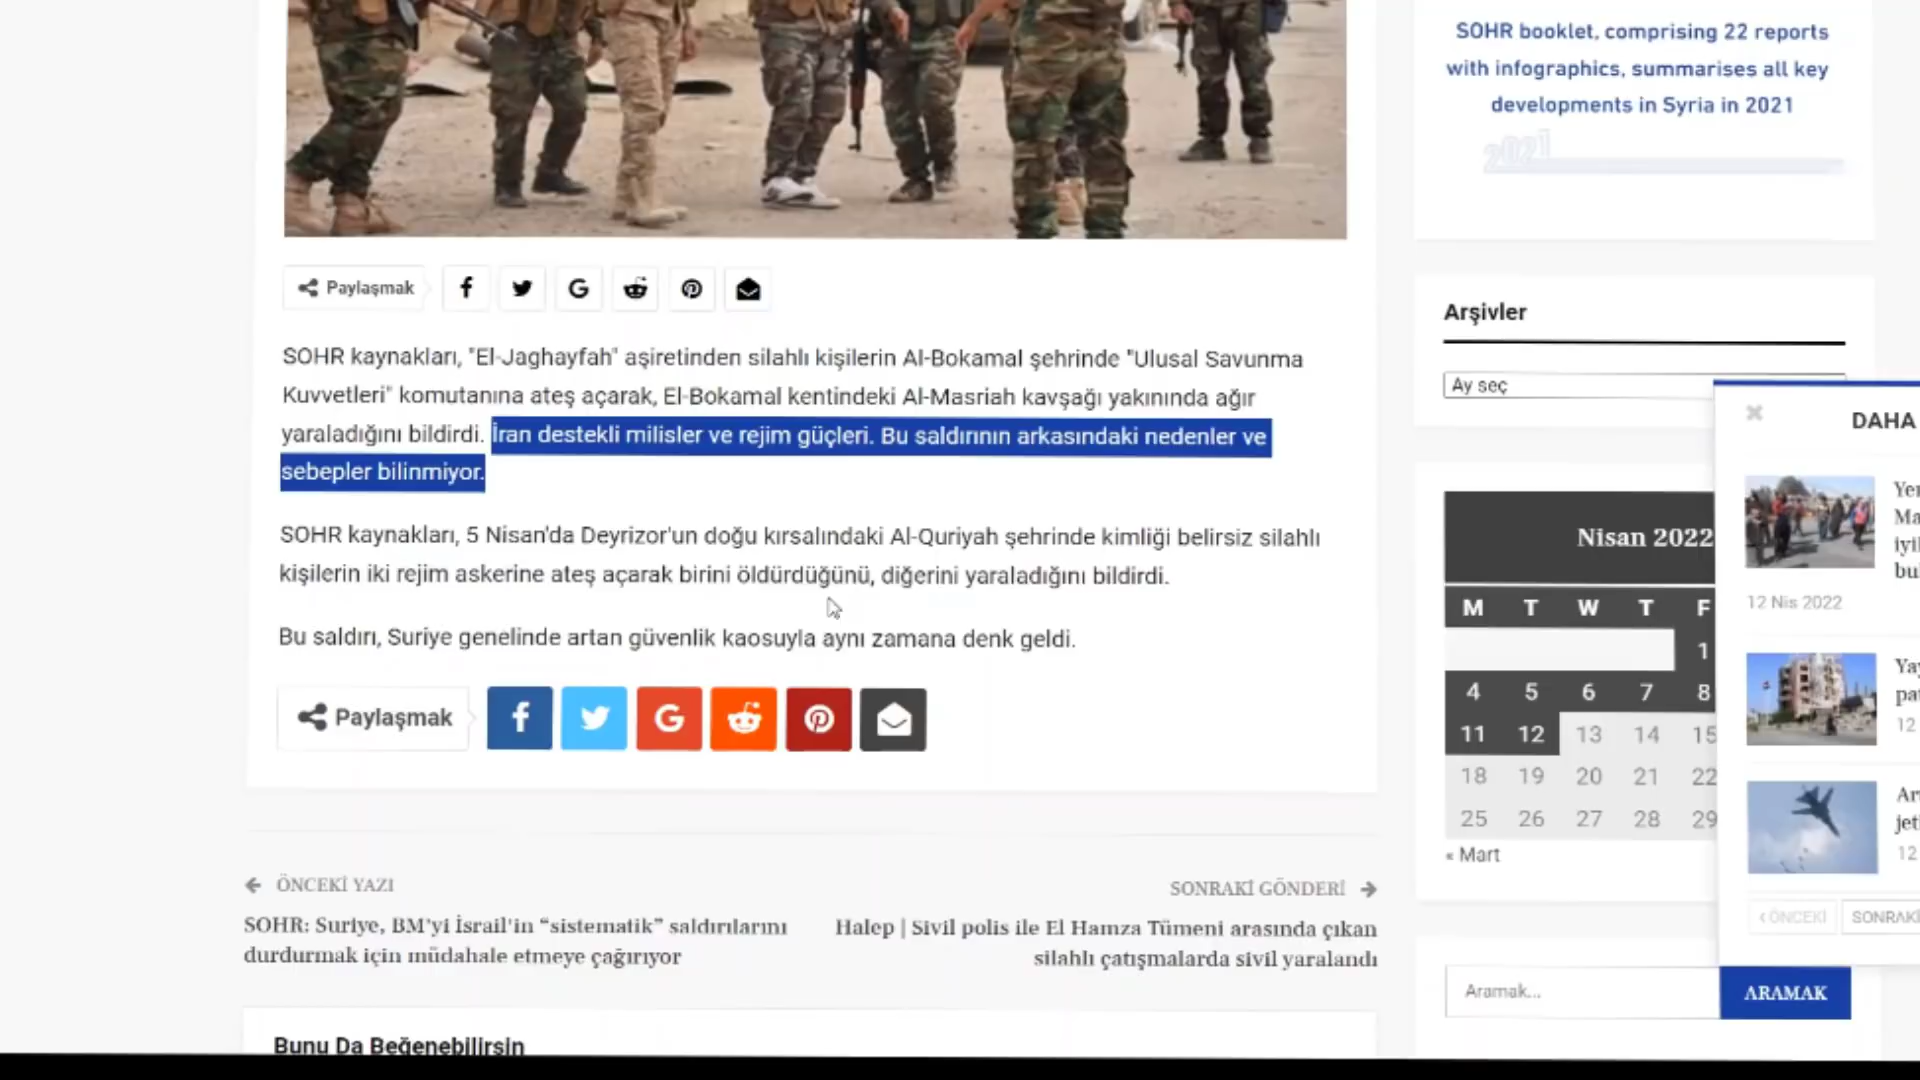 SOHR booklet, comprising 22 reports
with infographics, summarises all key
developments in Syria in 2021
2021
Paylaşmak
SOHR kaynakları, "El-Jaghayfah" aşiretinden silahlı kişilerin Al-Bokamal şehrinde "Ulusal Savunma
Kuvvetleri" komutanına ateş açarak, El-Bokamal kentindeki Al-Masriah kavşağı yakınında ağır
yaraladığını bildirdi. İran destekli milisler ve rejim güçleri. Bu saldırının arkasındaki nedenler ve
sebepler bilinmiyor.
SOHR kaynakları, 5 Nisan'da Deyrizor'un doğu kırsalındaki Al-Quriyah şehrinde kimliği belirsiz silahlı
kişilerin iki rejim askerine ateş açarak birini öldürdüğünü, diğerini yaraladığını bildirdi.
Bu saldırı, Suriye genelinde artan güvenlik kaosuyla aynı zamana denk geldi.
Paylaşmak
ÖNCEKİ YAZI
SOHR: Suriye, BM'yi İsrail'in “sistematik” saldırılarını
durdurmak için müdahale etmeye çağırıyor
SONRAKİ GÖNDERİ
Halep | Sivil polis ile El Hamza Tümeni arasında çıkan
silahlı çatışmalarda sivil yaralandı
Bunu Da Beğenebilirsin
Arşivler
Ay seç
Nisan 2022
M T W T F
1
4 5 6 7 8
11 12 13 14 15
18 19 20 21 22
25 26 27 28 29
« Mart
DAHA
12 Nis 2022
12
12
‹ ÖNCEKİ SONRAKİ
Aramak...
ARAMAK